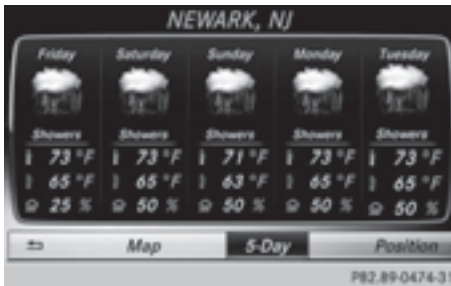 NEWARK, NJ
Friday Saturday Sunday Monday Tuesday
Showers Showers Showers Showers Showers
73 °F 73 °F 71 °F 73 °F 73 °F
65 °F 65 °F 63 °F 65 °F 65 °F
25 % 50 % 50 % 50 % 50 %
Map 5-Day Position
P82.89-0474-31